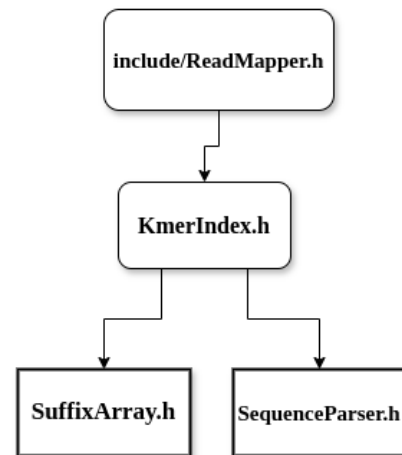 include/ReadMapper.h
KmerIndex.h
SuffixArray.h
SequenceParser.h